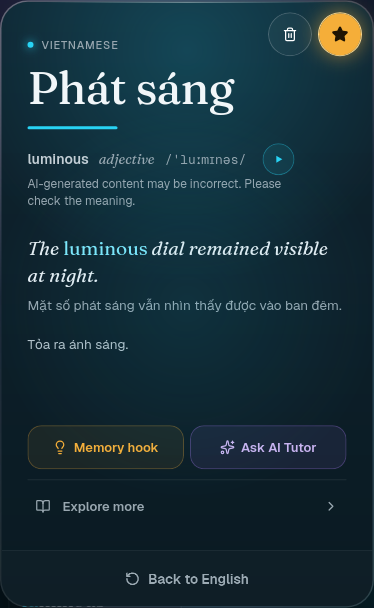 VIETNAMESE
Phát sáng
luminous adjective /ˈluːmɪnəs/
AI-generated content may be incorrect. Please
check the meaning.
The luminous dial remained visible
at night.
Mặt số phát sáng vẫn nhìn thấy được vào ban đêm.
Tỏa ra ánh sáng.
Memory hook
Ask AI Tutor
Explore more
Back to English